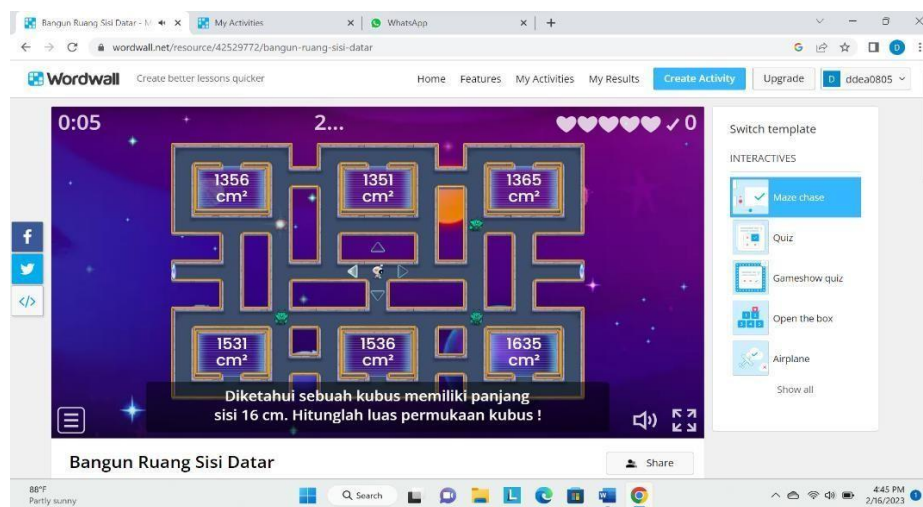 Bangun Ruang Sisi Datar - M
My Activities
WhatsApp
wordwall.net/resource/42529772/bangun-ruang-sisi-datar
G
D
Wordwall
Create better lessons quicker
Home Features My Activities My Results Create Activity Upgrade D ddea0805
0:05
2...
0
1356
cm²
1351
cm²
1365
cm²
1531
cm²
1536
cm²
1635
cm²
Diketahui sebuah kubus memiliki panjang
sisi 16 cm. Hitunglah luas permukaan kubus !
Switch template
INTERACTIVES
Maze chase
Quiz
Gameshow quiz
Open the box
Airplane
Show all
f
</>
Bangun Ruang Sisi Datar
Share
88°F
Partly sunny
Search
L
4:45 PM
2/16/2023